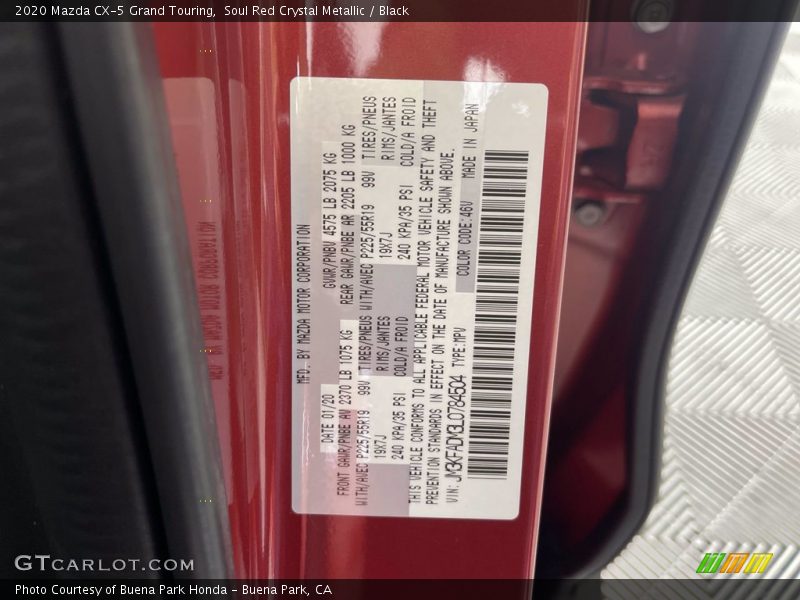 2020 Mazda CX-5 Grand Touring,  Soul Red Crystal Metallic / Black
MFD. BY MAZDA MOTOR CORPORATION
DATE 01/20 GVWR/PNBV 4575 LB 2075 KG
FRONT GAWR/PNBE AV 2370 LB 1075 KG REAR GAWR/PNBE AR 2205 LB 1000 KG
WITH/AVEC P225/55R19 99V TIRES/PNEUS WITH/AVEC P225/55R19 99V TIRES/PNEUS
19X7J RIMS/JANTES 19X7J RIMS/JANTES
240 KPA/35 PSI COLD/A FROID 240 KPA/35 PSI COLD/A FROID
THIS VEHICLE CONFORMS TO ALL APPLICABLE FEDERAL MOTOR VEHICLE SAFETY AND THEFT
PREVENTION STANDARDS IN EFFECT ON THE DATE OF MANUFACTURE SHOWN ABOVE.
VIN: JM3KFADM3L0784504 TYPE:MPV COLOR CODE:46V MADE IN JAPAN
GTCARLOT.COM
Photo Courtesy of Buena Park Honda – Buena Park, CA